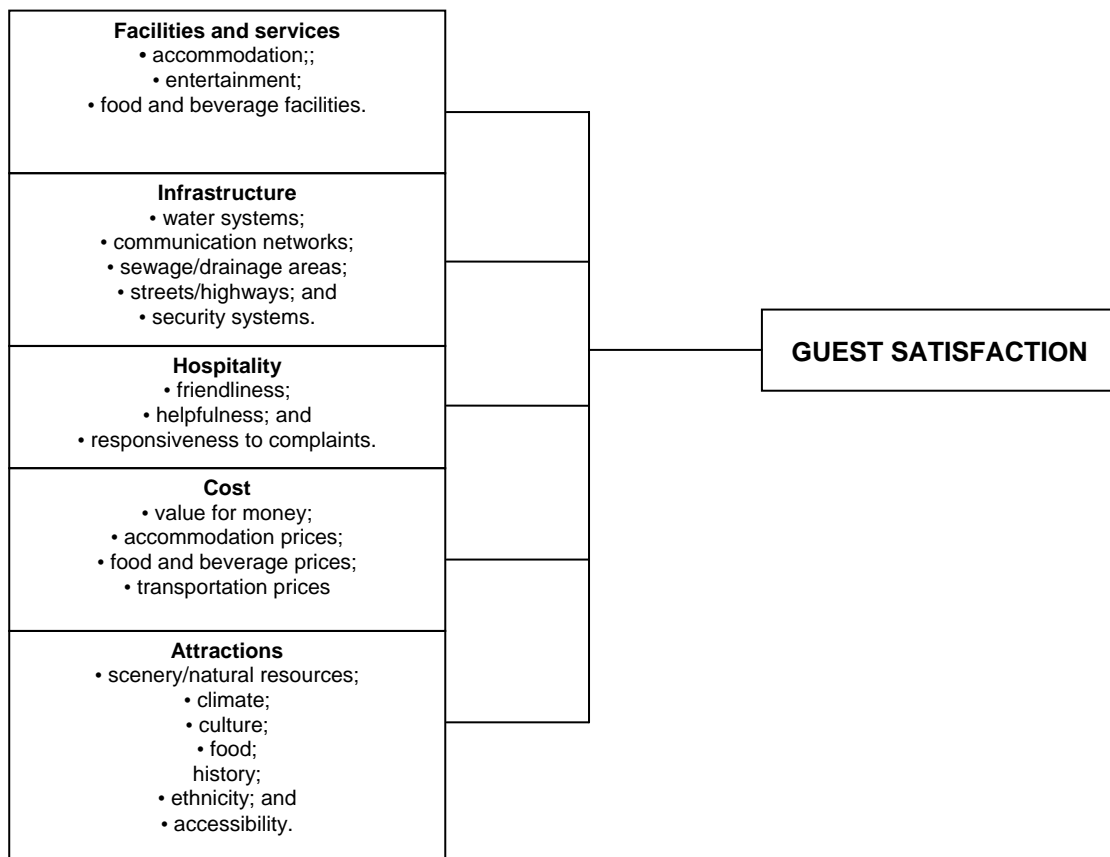 Facilities and services
• accommodation;;
• entertainment;
• food and beverage facilities.
Infrastructure
• water systems;
• communication networks;
• sewage/drainage areas;
• streets/highways; and
• security systems.
Hospitality
• friendliness;
• helpfulness; and
• responsiveness to complaints.
Cost
• value for money;
• accommodation prices;
• food and beverage prices;
• transportation prices
Attractions
• scenery/natural resources;
• climate;
• culture;
• food;
history;
• ethnicity; and
• accessibility.
GUEST SATISFACTION